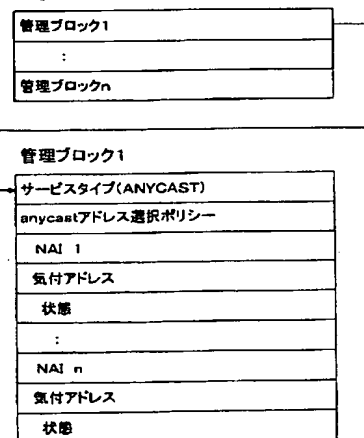 管理ブロック1
:
管理ブロックn
管理ブロック1
サービスタイプ(ANYCAST)
anycastアドレス選択ポリシー
NAI 1
気付アドレス
状態
:
NAI n
気付アドレス
状態